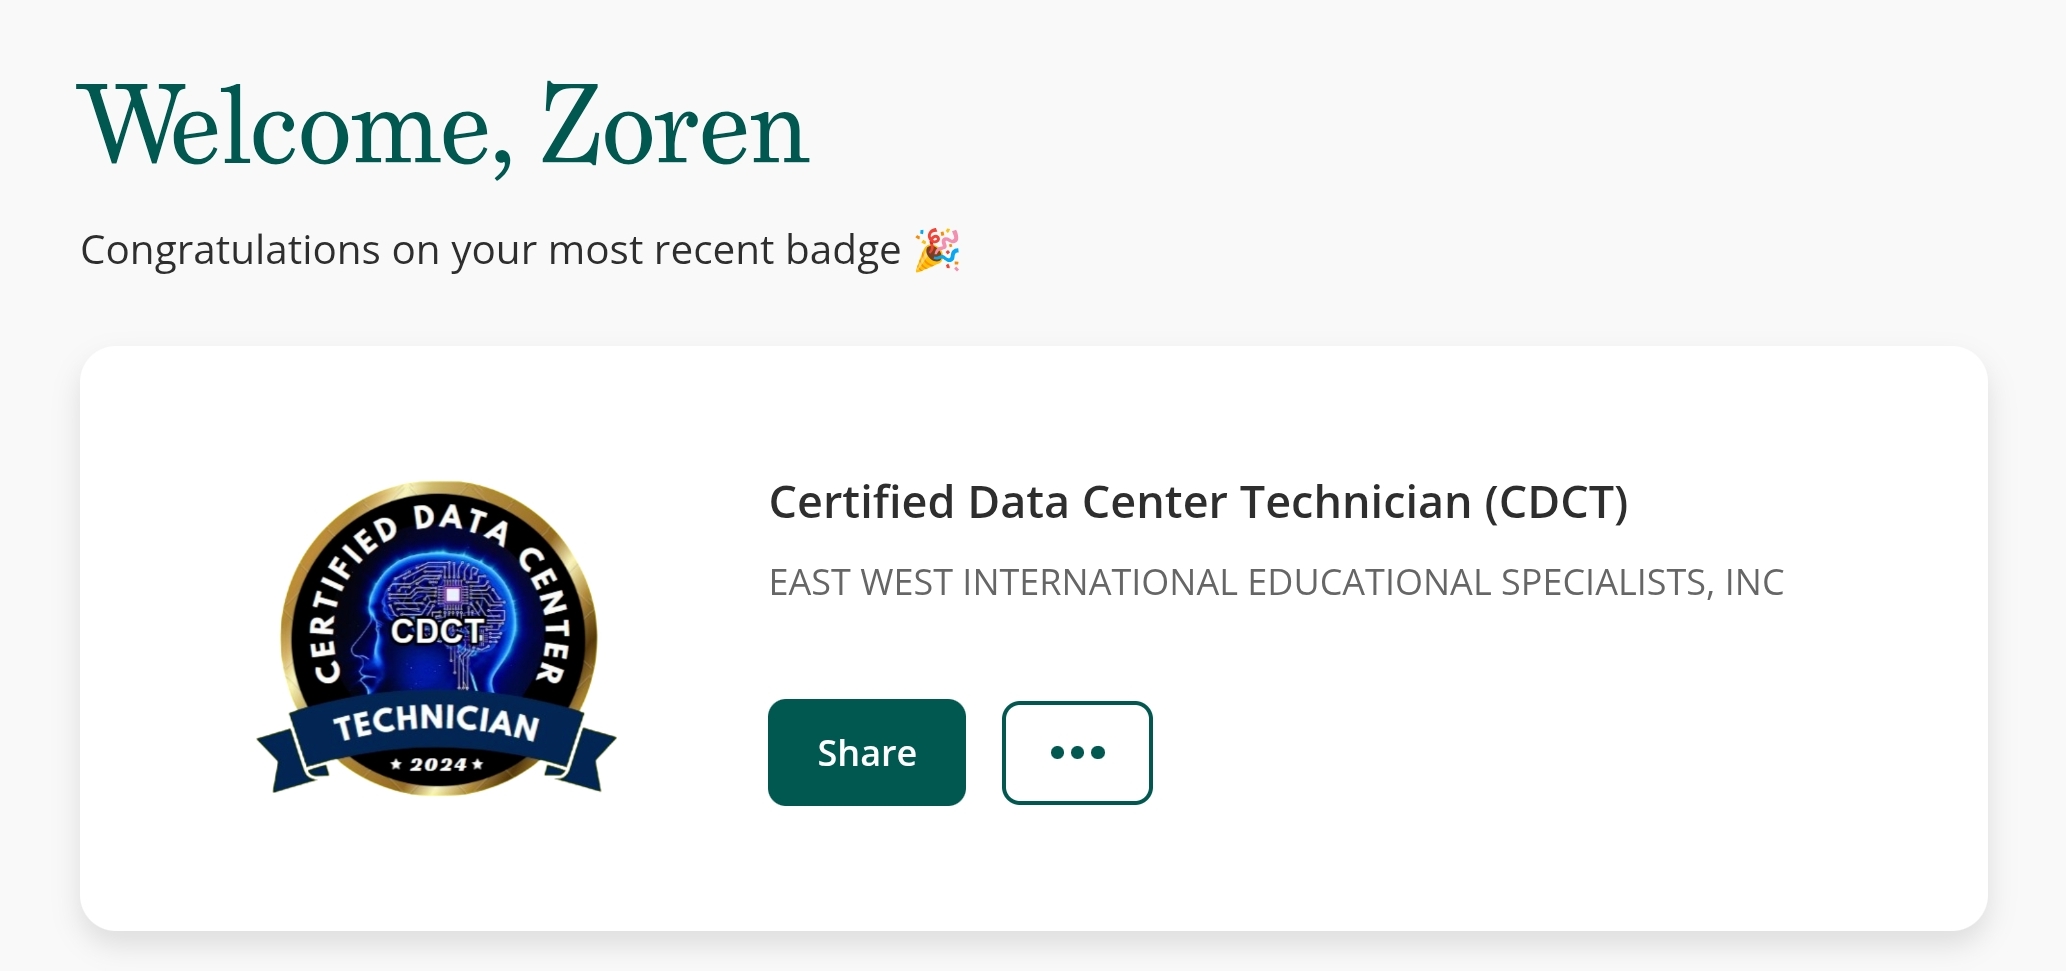 Welcome, Zoren
Congratulations on your most recent badge 🎉
CERTIFIED DATA CENTER
CDCT
TECHNICIAN
★ 2024 ★
Certified Data Center Technician (CDCT)
EAST WEST INTERNATIONAL EDUCATIONAL SPECIALISTS, INC
Share
•••